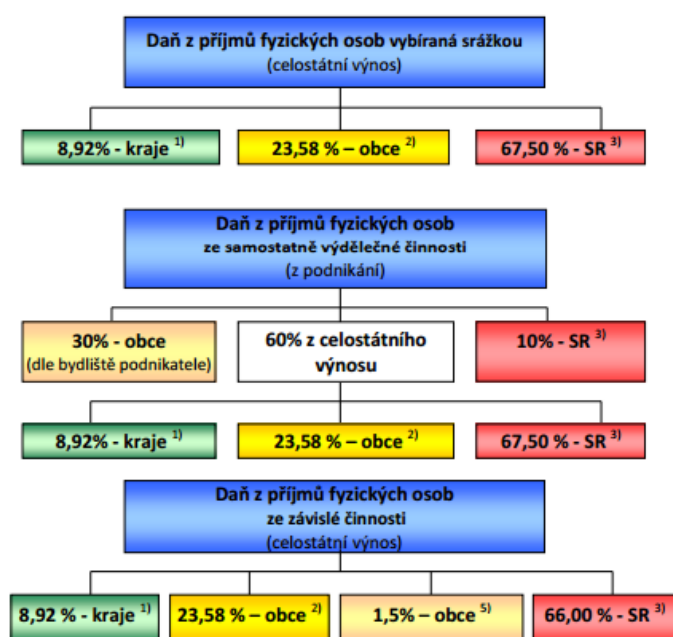 Daň z příjmů fyzických osob vybíraná srážkou
(celostátní výnos)
8,92% - kraje 1)
23,58 % – obce 2)
67,50 % - SR 3)
Daň z příjmů fyzických osob
ze samostatně výdělečné činnosti
(z podnikání)
30% - obce
(dle bydliště podnikatele)
60% z celostátního
výnosu
10% - SR 3)
8,92% - kraje 1)
23,58 % – obce 2)
67,50 % - SR 3)
Daň z příjmů fyzických osob
ze závislé činnosti
(celostátní výnos)
8,92 % - kraje 1)
23,58 % – obce 2)
1,5% – obce 5)
66,00 % - SR 3)